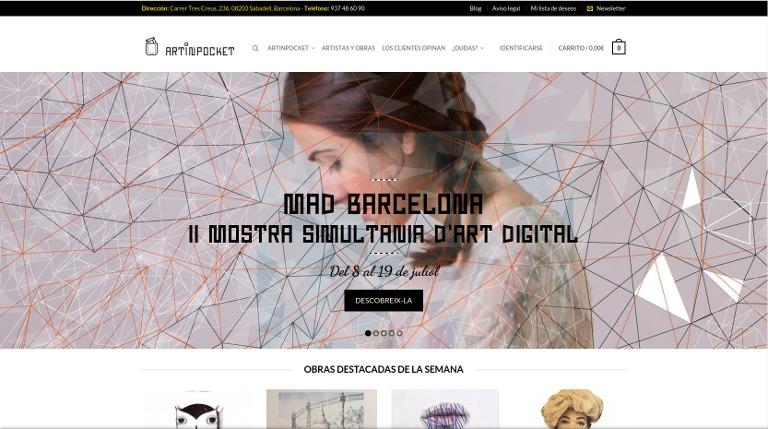 Dirección: Carrer Tres Creus, 236, 08203 Sabadell, Barcelona - Teléfono: 937 48 60 90
Blog Aviso legal Mi lista de deseos Newsletter
ARTINPOCKET
ARTINPOCKET ARTISTAS Y OBRAS LOS CLIENTES OPINAN ¿DUDAS? IDENTIFICARSE CARRITO / 0,00€ 0
MAD BARCELONA
II MOSTRA SIMULTANIA D'ART DIGITAL
Del 8 al 19 de juliol
DESCOBREIX-LA
OBRAS DESTACADAS DE LA SEMANA